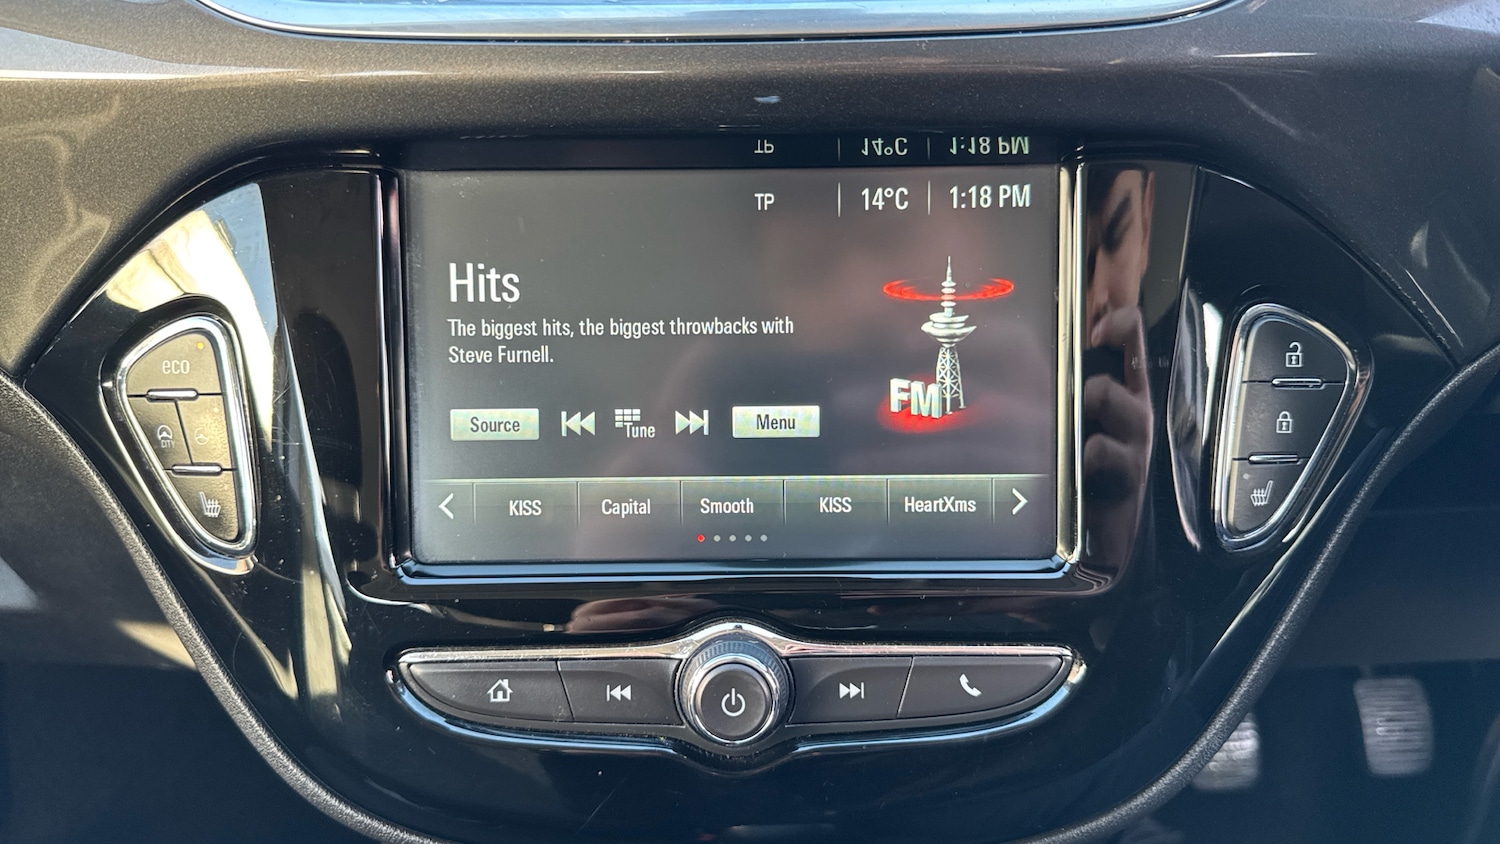 TP 14°C 1:18 PM
Hits
The biggest hits, the biggest throwbacks with
Steve Furnell.
FM
Source Tune Menu
KISS Capital Smooth KISS HeartXms
eco
CITY